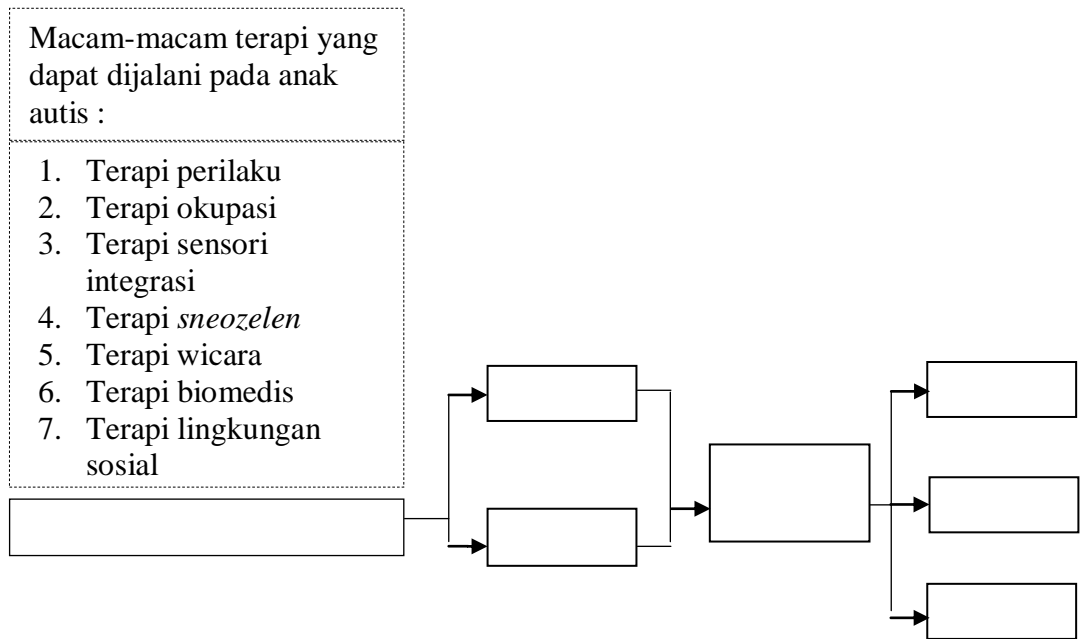 Macam-macam terapi yang
dapat dijalani pada anak
autis :
1. Terapi perilaku
2. Terapi okupasi
3. Terapi sensori
integrasi
4. Terapi sneozelen
5. Terapi wicara
6. Terapi biomedis
7. Terapi lingkungan
sosial